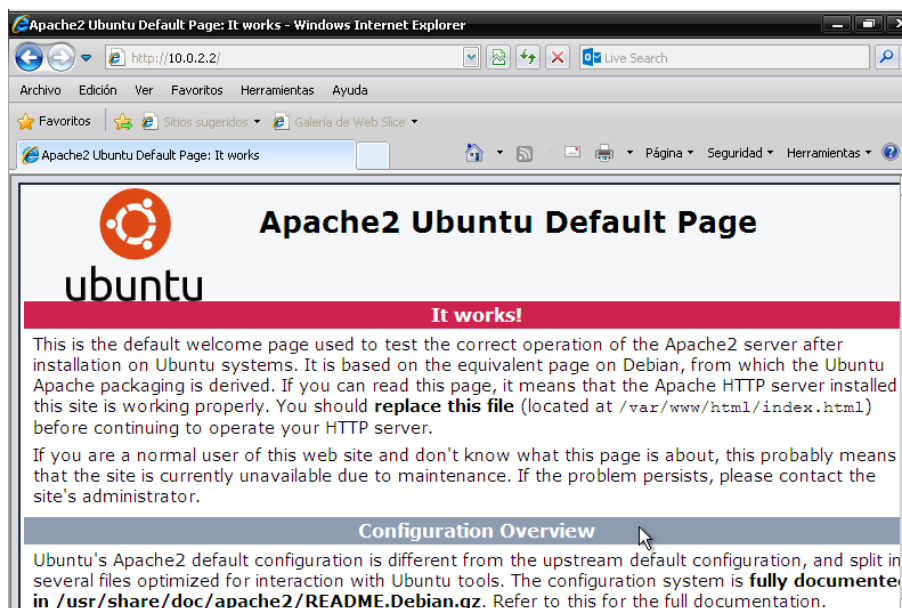 Apache2 Ubuntu Default Page: It works - Windows Internet Explorer
http://10.0.2.2/
Live Search
Archivo Edición Ver Favoritos Herramientas Ayuda
Favoritos Sitios sugeridos Galería de Web Slice
Apache2 Ubuntu Default Page: It works Página Seguridad Herramientas
ubuntu
Apache2 Ubuntu Default Page
It works!
This is the default welcome page used to test the correct operation of the Apache2 server after
installation on Ubuntu systems. It is based on the equivalent page on Debian, from which the Ubuntu
Apache packaging is derived. If you can read this page, it means that the Apache HTTP server installed
this site is working properly. You should replace this file (located at /var/www/html/index.html)
before continuing to operate your HTTP server.
If you are a normal user of this web site and don't know what this page is about, this probably means
that the site is currently unavailable due to maintenance. If the problem persists, please contact the
site's administrator.
Configuration Overview
Ubuntu's Apache2 default configuration is different from the upstream default configuration, and split in
several files optimized for interaction with Ubuntu tools. The configuration system is fully documente
in /usr/share/doc/apache2/README.Debian.gz. Refer to this for the full documentation.